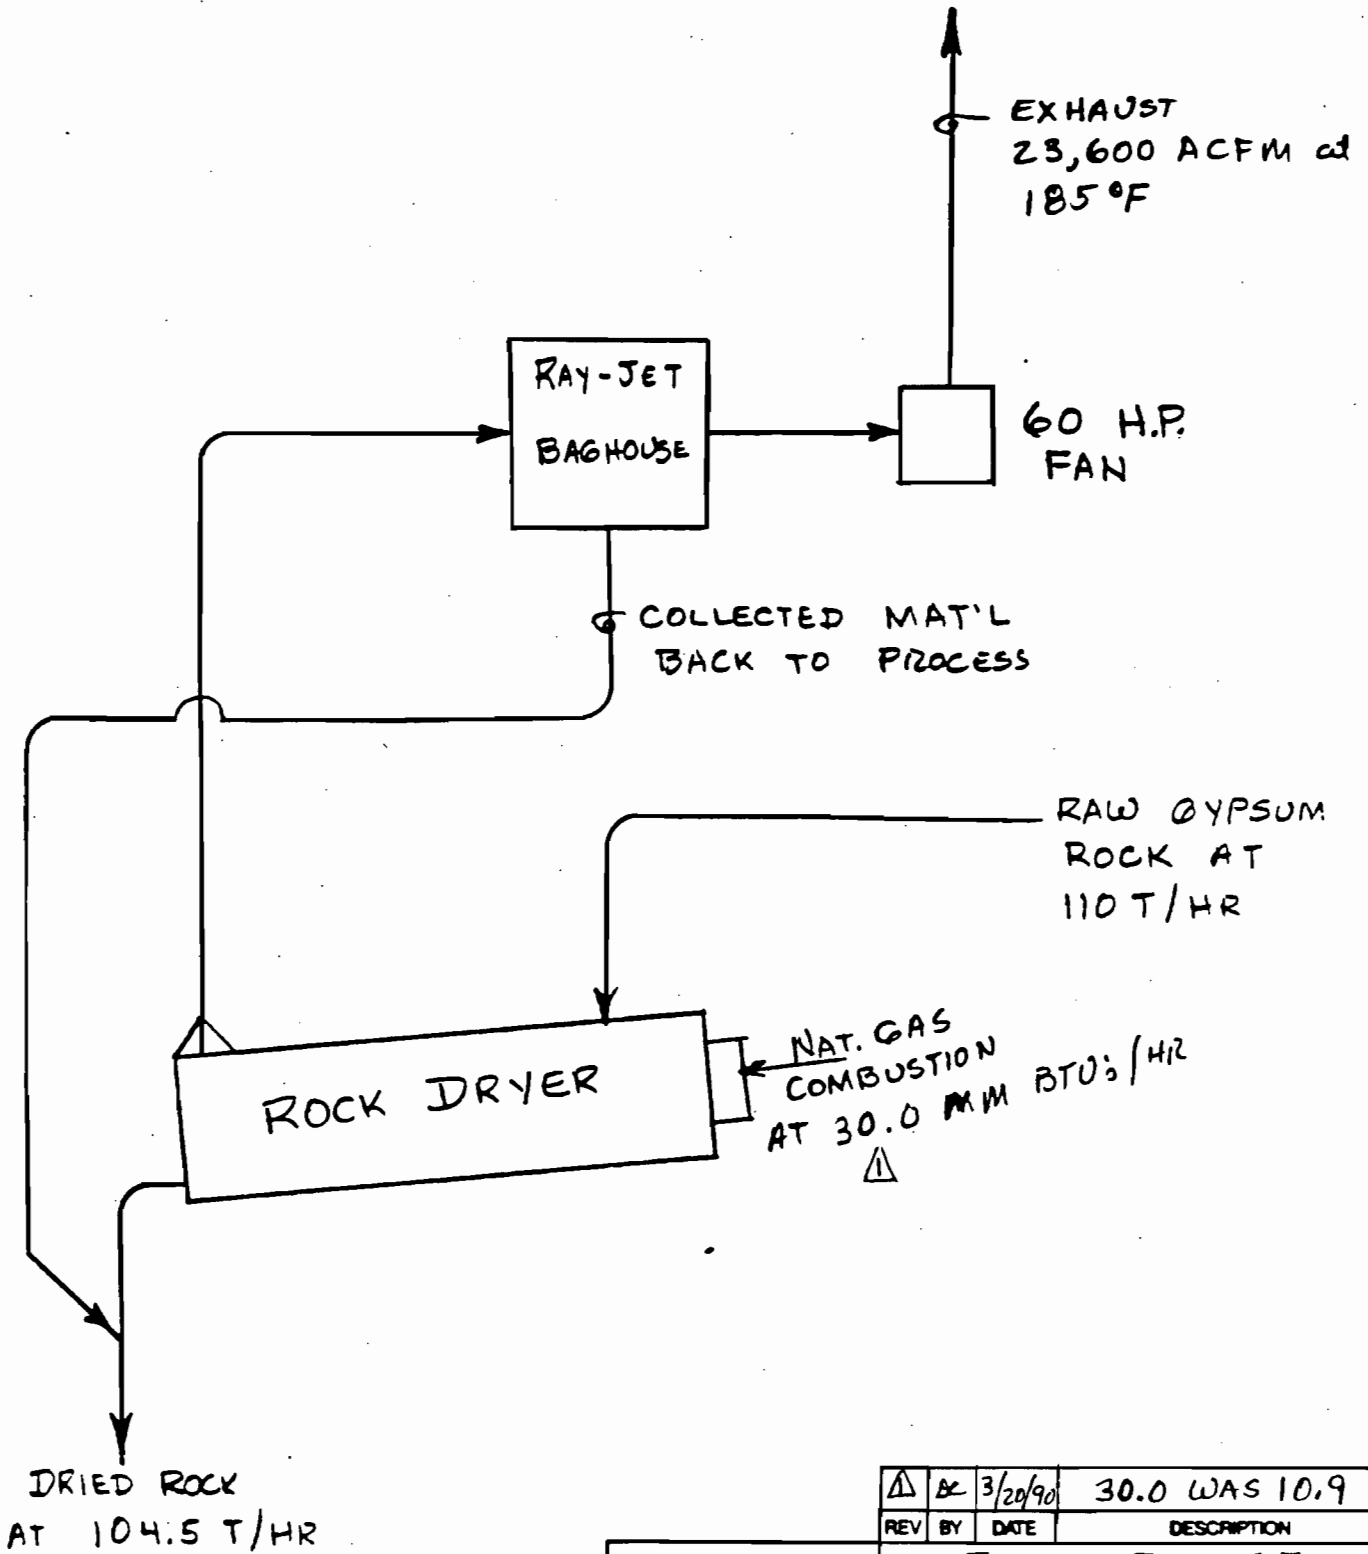 EXHAUST
23,600 ACFM at
185°F
RAY-JET
BAGHOUSE
60 H.P.
FAN
COLLECTED MAT'L
BACK TO PROCESS
RAW GYPSUM
ROCK AT
110 T/HR
NAT. GAS
COMBUSTION
AT 30.0 MM BTU's/HR
1
ROCK DRYER
DRIED ROCK
AT 104.5 T/HR
1 3/20/90 30.0 WAS 10.9
REV BY DATE DESCRIPTION